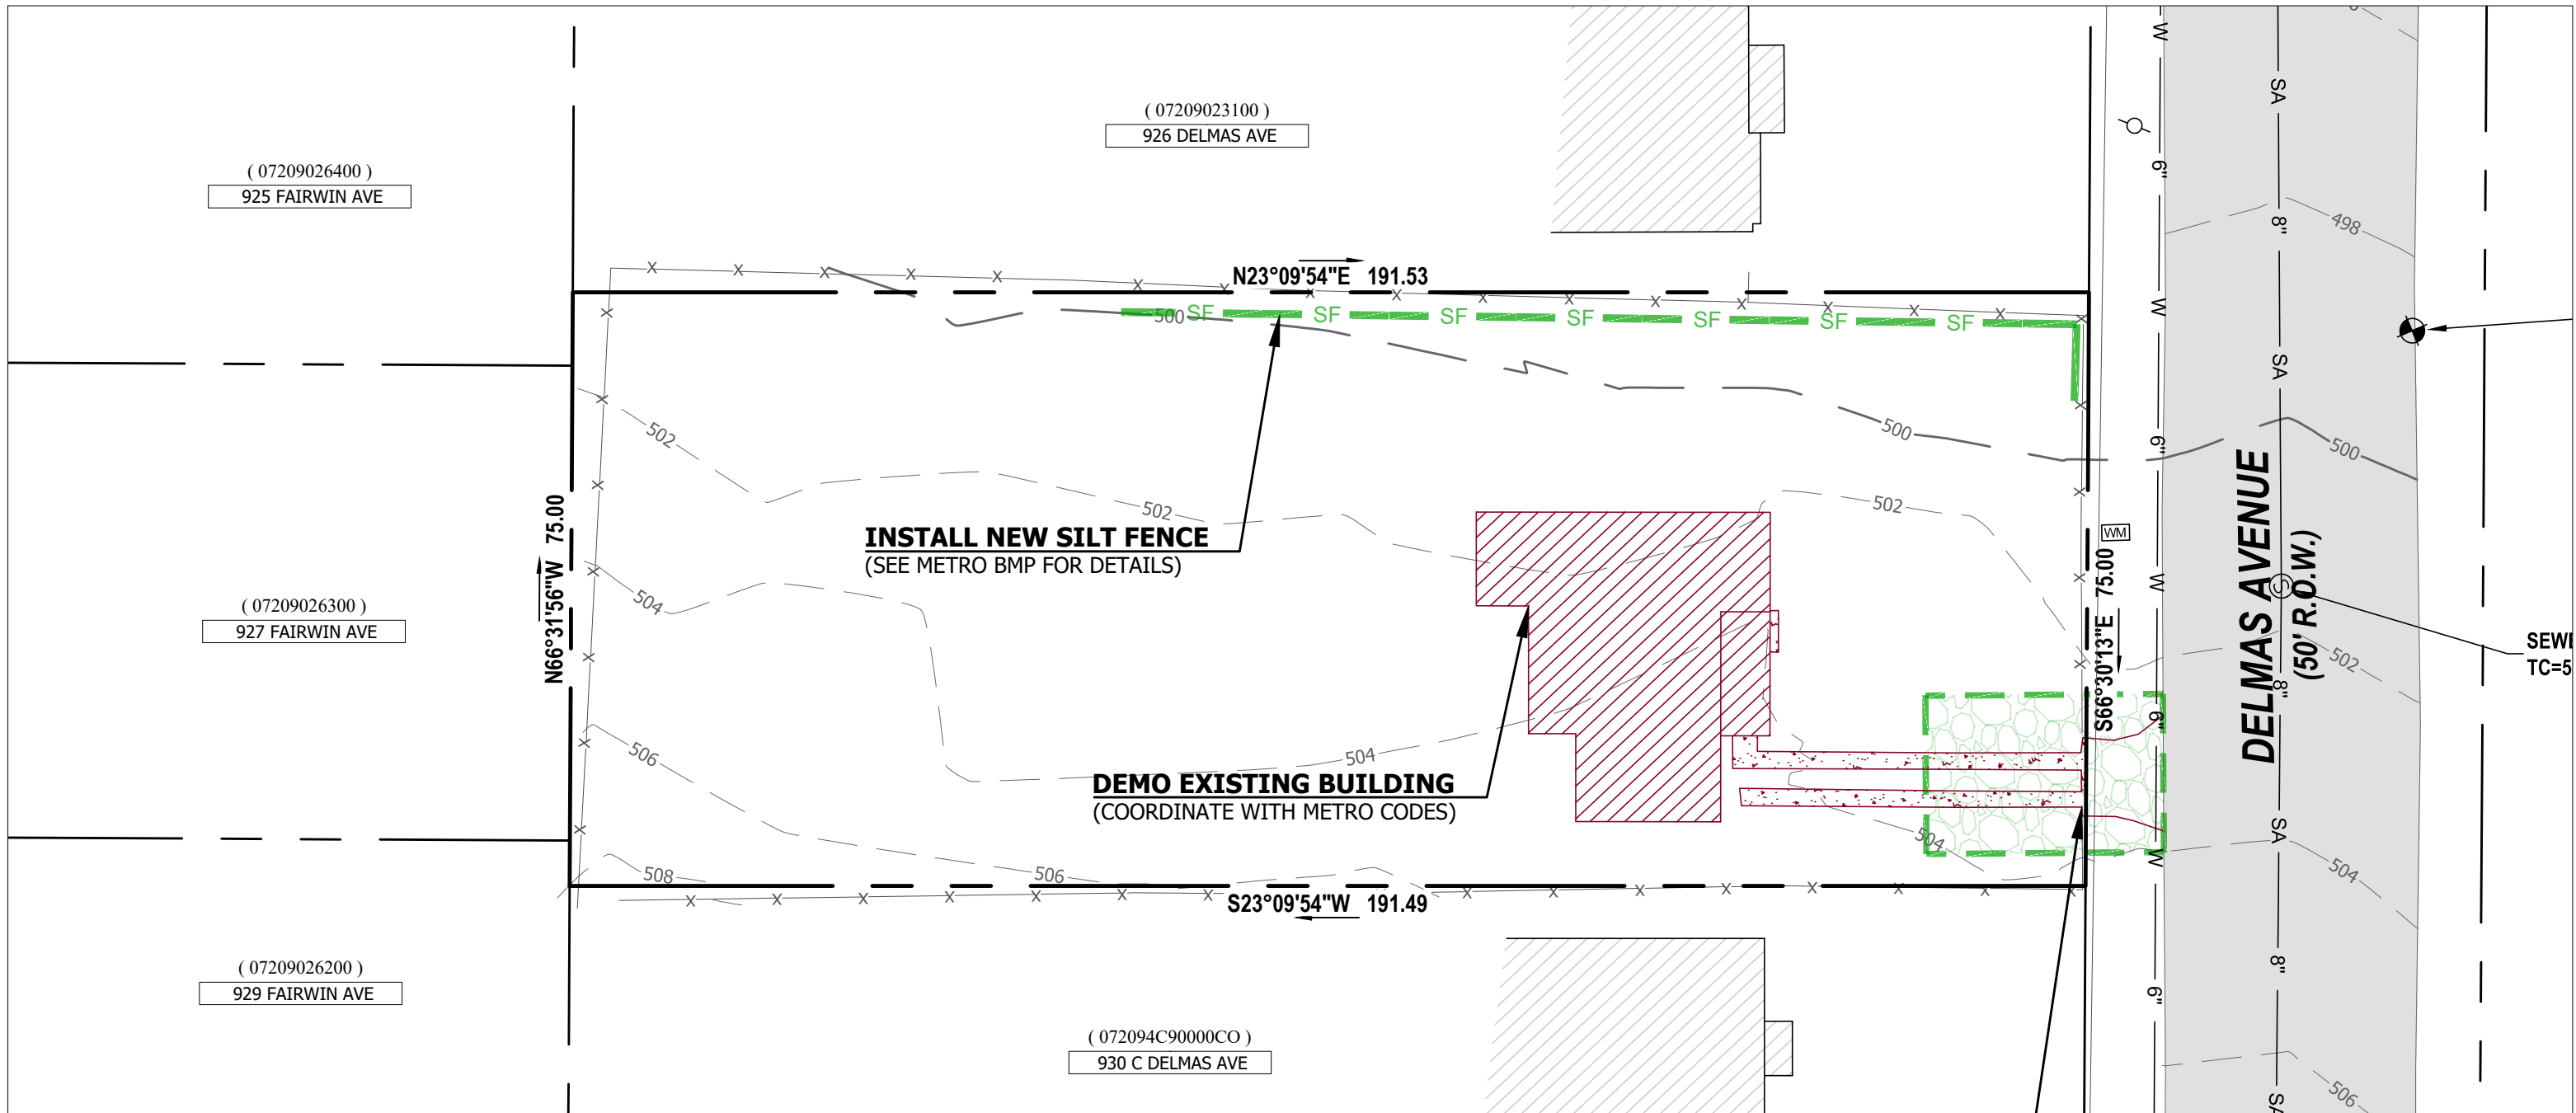 ( 07209023100 )
926 DELMAS AVE
( 07209026400 )
925 FAIRWIN AVE
( 07209026300 )
927 FAIRWIN AVE
( 07209026200 )
929 FAIRWIN AVE
( 072094C90000CO )
930 C DELMAS AVE
N23°09'54"E 191.53
S23°09'54"W 191.49
N66°31'56"W 75.00
S66°30'13"E 75.00
SF SF SF SF SF SF SF
500
500
500
498
502
502
502
502
504
504
504
504
506
506
506
508
INSTALL NEW SILT FENCE
(SEE METRO BMP FOR DETAILS)
DEMO EXISTING BUILDING
(COORDINATE WITH METRO CODES)
WM
DELMAS AVENUE
(50' R.O.W.)
W
6"
W
6"
W
6"
W
6"
SA
8"
SA
8"
SA
8"
SA
S
TC=5